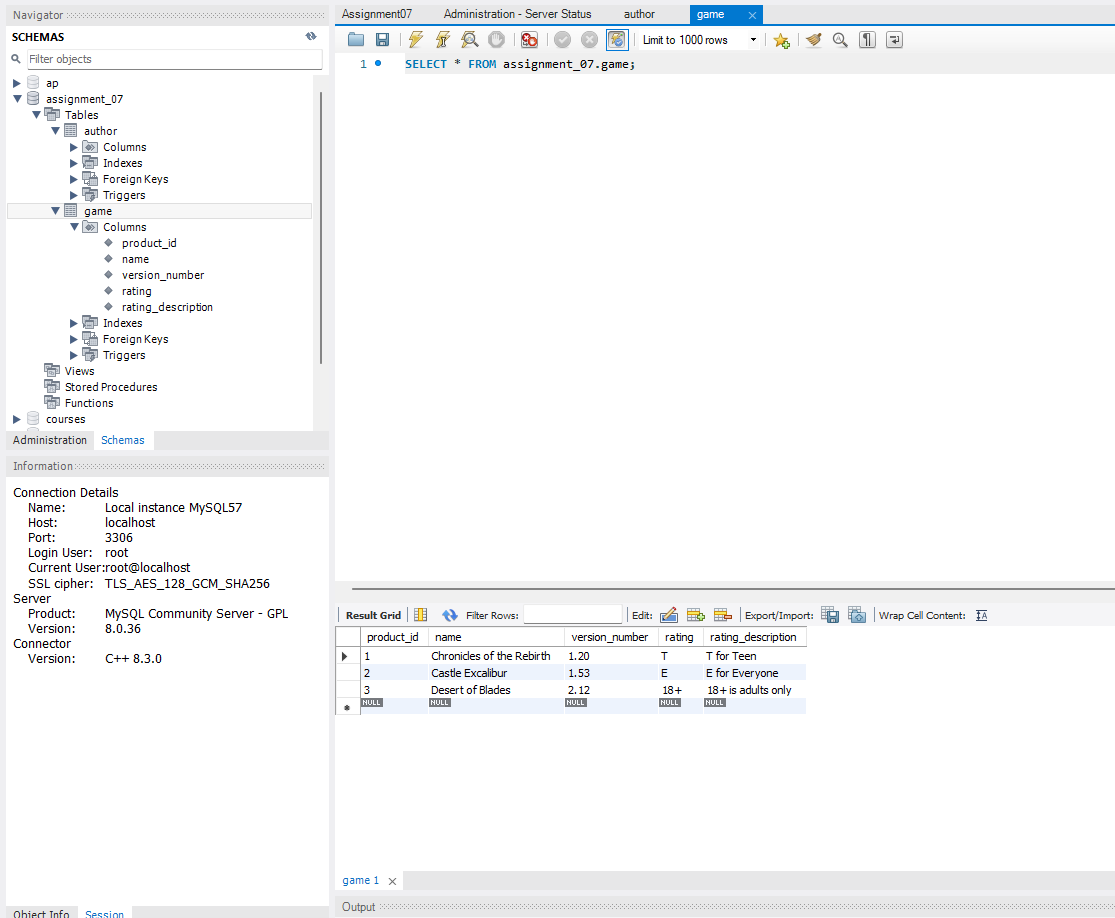 Navigator
SCHEMAS
Filter objects
ap
assignment_07
Tables
author
Columns
Indexes
Foreign Keys
Triggers
game
Columns
product_id
name
version_number
rating
rating_description
Indexes
Foreign Keys
Triggers
Views
Stored Procedures
Functions
courses
Administration Schemas
Information
Connection Details
Name: Local instance MySQL57
Host: localhost
Port: 3306
Login User: root
Current User:root@localhost
SSL cipher: TLS_AES_128_GCM_SHA256
Server
Product: MySQL Community Server - GPL
Version: 8.0.36
Connector
Version: C++ 8.3.0
Object Info Session
Assignment07 Administration - Server Status author game
Limit to 1000 rows
1 SELECT * FROM assignment_07.game;
Result Grid Filter Rows: Edit: Export/Import: Wrap Cell Content:
product_id name version_number rating rating_description
1 Chronicles of the Rebirth 1.20 T T for Teen
2 Castle Excalibur 1.53 E E for Everyone
3 Desert of Blades 2.12 18+ 18+ is adults only
NULL NULL NULL NULL NULL
game 1
Output